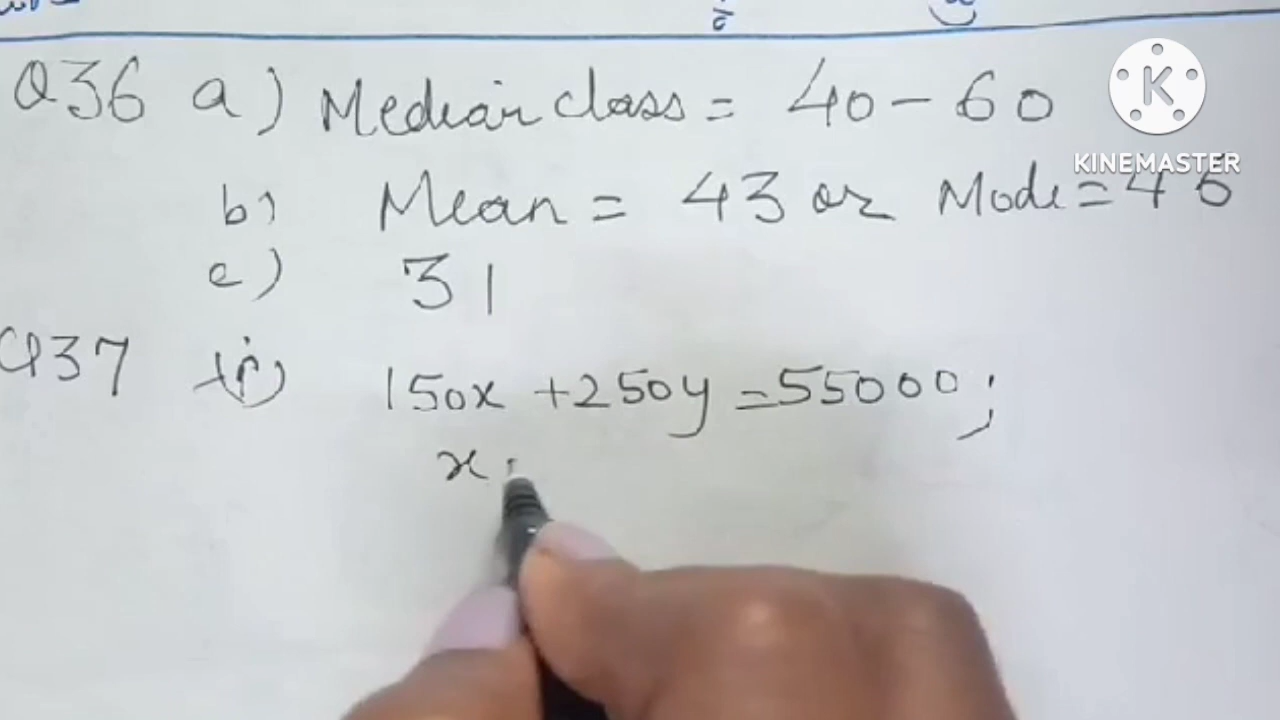 Q36 a) Median class = 40 - 60
KINEMASTER
b) Mean = 43 or Mode = 46
c) 31
Q37 (i) 150x + 250y = 55000 ;
x